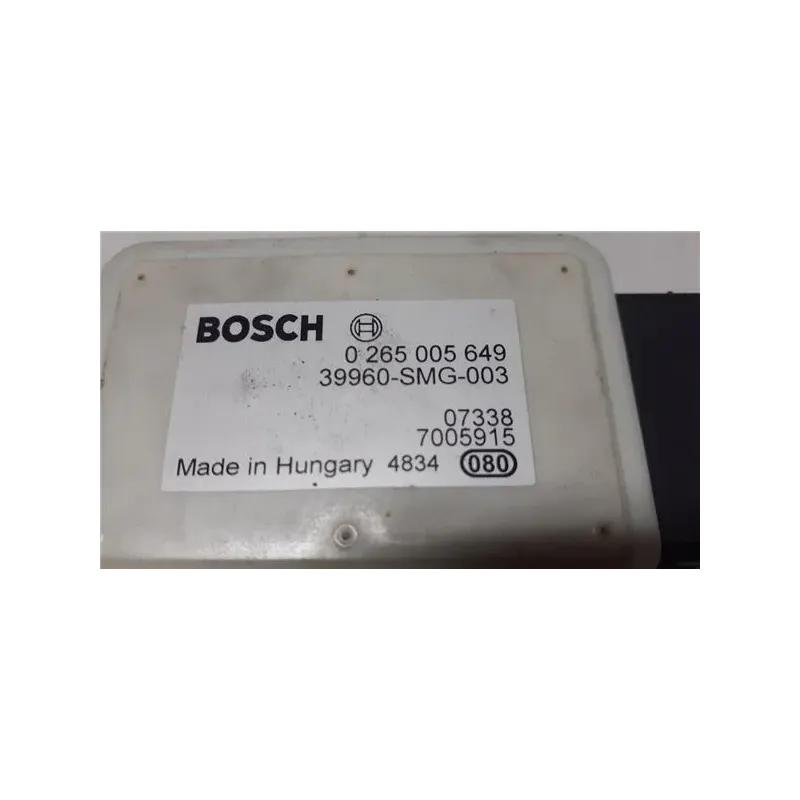 BOSCH
0 265 005 649
39960-SMG-003
07338
7005915
Made in Hungary 4834 080